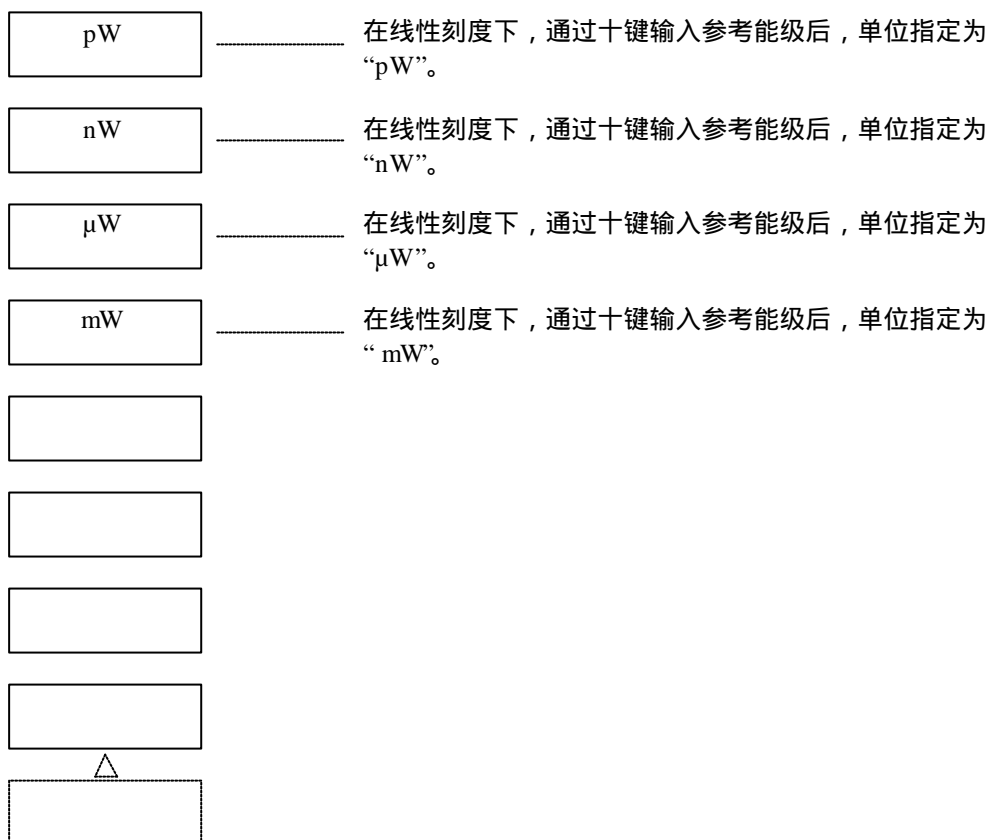 pW
在线性刻度下，通过十键输入参考能级后，单位指定为
“pW”。
nW
在线性刻度下，通过十键输入参考能级后，单位指定为
“nW”。
μW
在线性刻度下，通过十键输入参考能级后，单位指定为
“μW”。
mW
在线性刻度下，通过十键输入参考能级后，单位指定为
“ mW”。